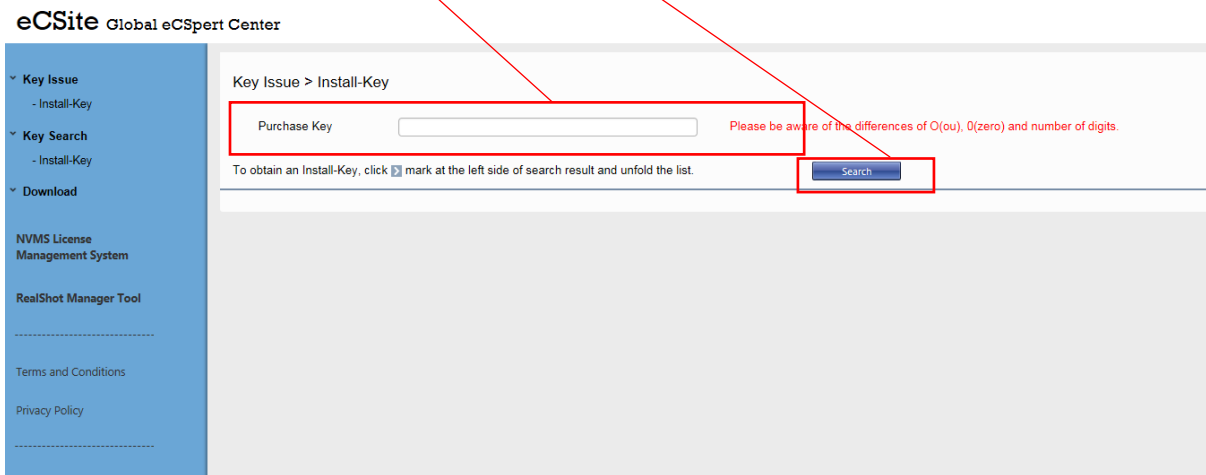 eCSite Global eCSpert Center
Key Issue
- Install-Key
Key Search
- Install-Key
Download
NVMS License
Management System
RealShot Manager Tool
-------------------------------
Terms and Conditions
Privacy Policy
-------------------------------
Key Issue > Install-Key
Purchase Key
Please be aware of the differences of O(ou), 0(zero) and number of digits.
To obtain an Install-Key, click > mark at the left side of search result and unfold the list.
Search